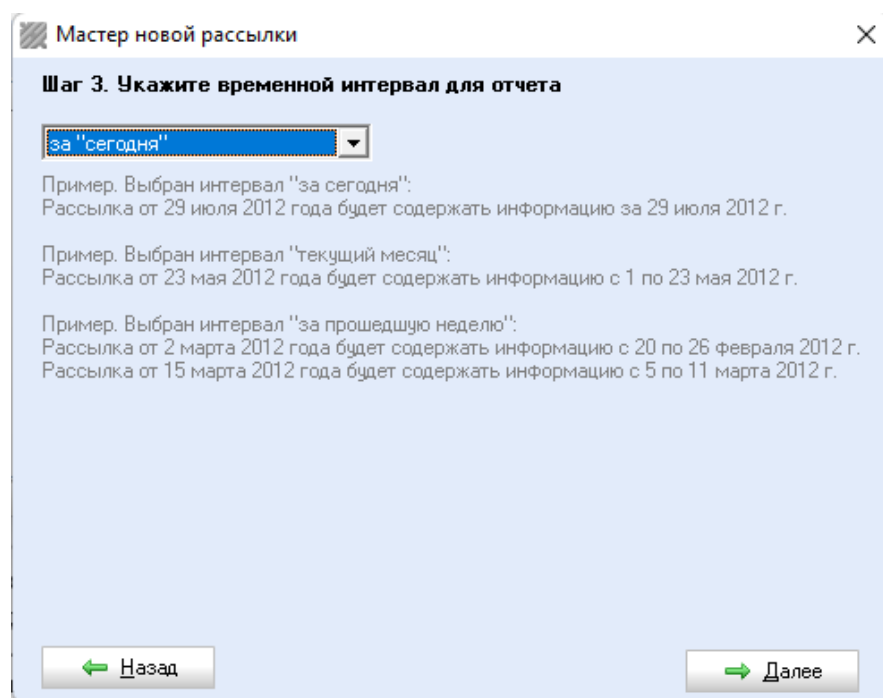 Мастер новой рассылки
Шаг 3. Укажите временной интервал для отчета
за "сегодня"
Пример. Выбран интервал "за сегодня":
Рассылка от 29 июля 2012 года будет содержать информацию за 29 июля 2012 г.
Пример. Выбран интервал "текущий месяц":
Рассылка от 23 мая 2012 года будет содержать информацию с 1 по 23 мая 2012 г.
Пример. Выбран интервал "за прошедшую неделю":
Рассылка от 2 марта 2012 года будет содержать информацию с 20 по 26 февраля 2012 г.
Рассылка от 15 марта 2012 года будет содержать информацию с 5 по 11 марта 2012 г.
Назад
Далее